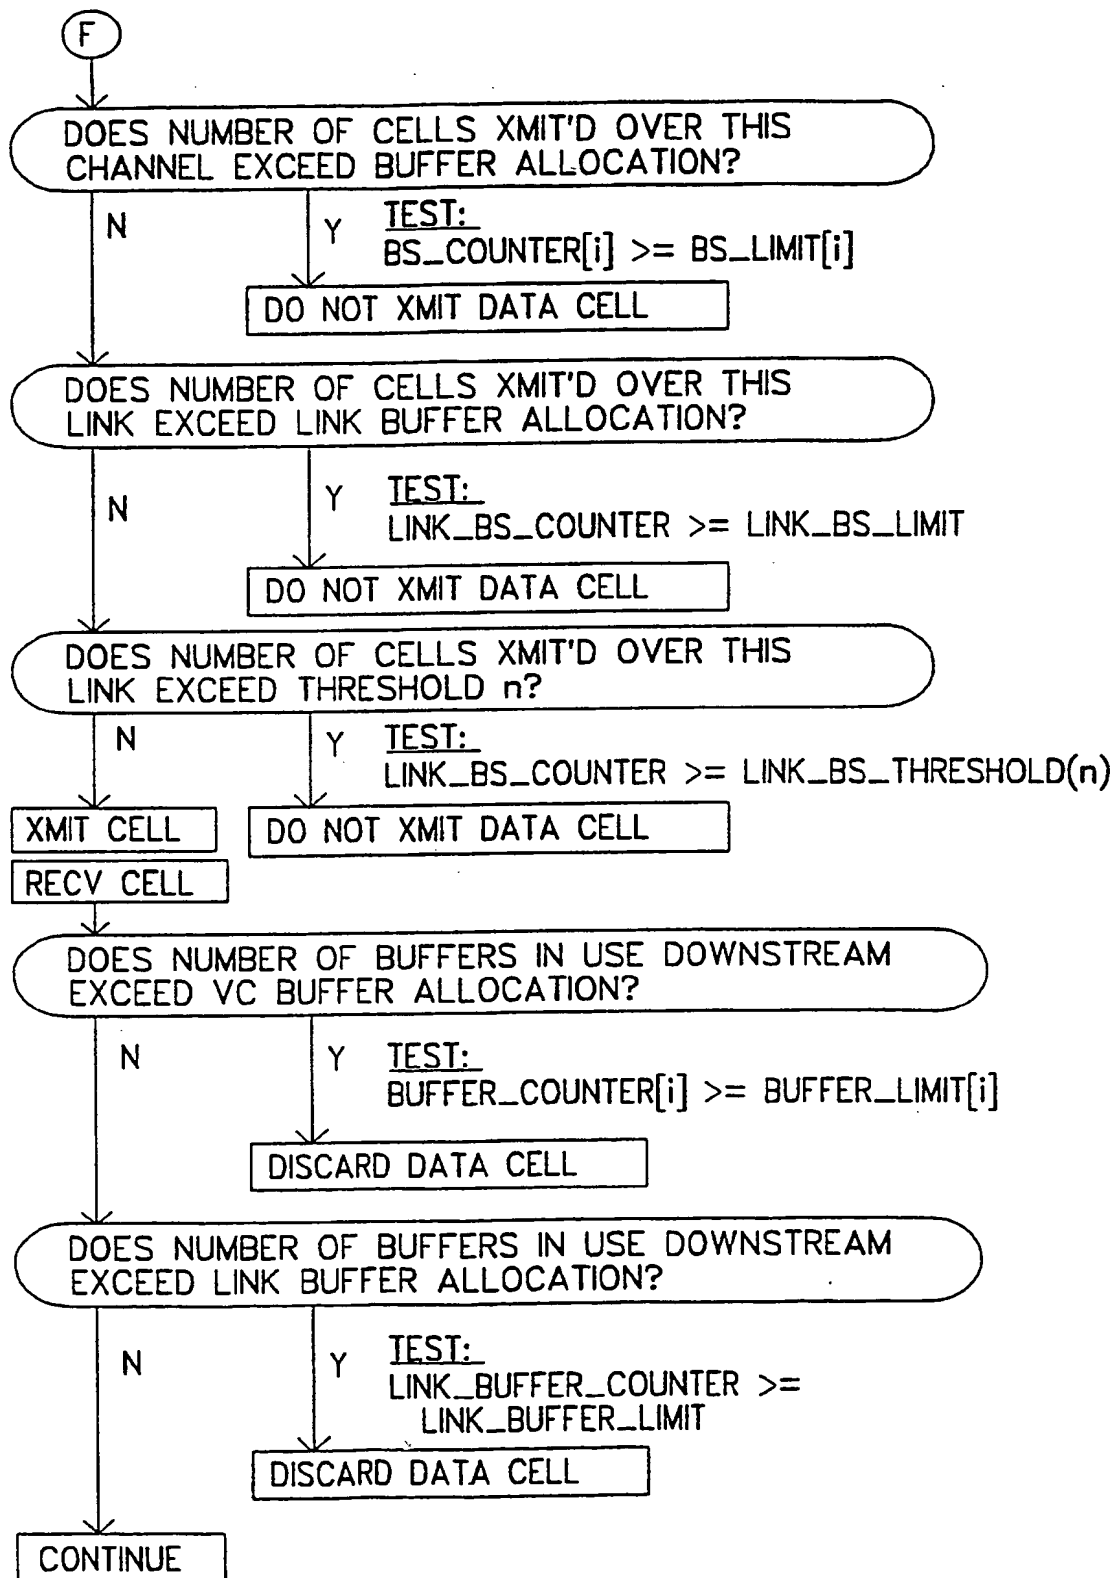 F
DOES NUMBER OF CELLS XMIT'D OVER THIS
CHANNEL EXCEED BUFFER ALLOCATION?
N
Y
TEST:
BS_COUNTER[i] >= BS_LIMIT[i]
DO NOT XMIT DATA CELL
DOES NUMBER OF CELLS XMIT'D OVER THIS
LINK EXCEED LINK BUFFER ALLOCATION?
N
Y
TEST:
LINK_BS_COUNTER >= LINK_BS_LIMIT
DO NOT XMIT DATA CELL
DOES NUMBER OF CELLS XMIT'D OVER THIS
LINK EXCEED THRESHOLD n?
N
Y
TEST:
LINK_BS_COUNTER >= LINK_BS_THRESHOLD(n)
XMIT CELL
DO NOT XMIT DATA CELL
RECV CELL
DOES NUMBER OF BUFFERS IN USE DOWNSTREAM
EXCEED VC BUFFER ALLOCATION?
N
Y
TEST:
BUFFER_COUNTER[i] >= BUFFER_LIMIT[i]
DISCARD DATA CELL
DOES NUMBER OF BUFFERS IN USE DOWNSTREAM
EXCEED LINK BUFFER ALLOCATION?
N
Y
TEST:
LINK_BUFFER_COUNTER >=
LINK_BUFFER_LIMIT
DISCARD DATA CELL
CONTINUE